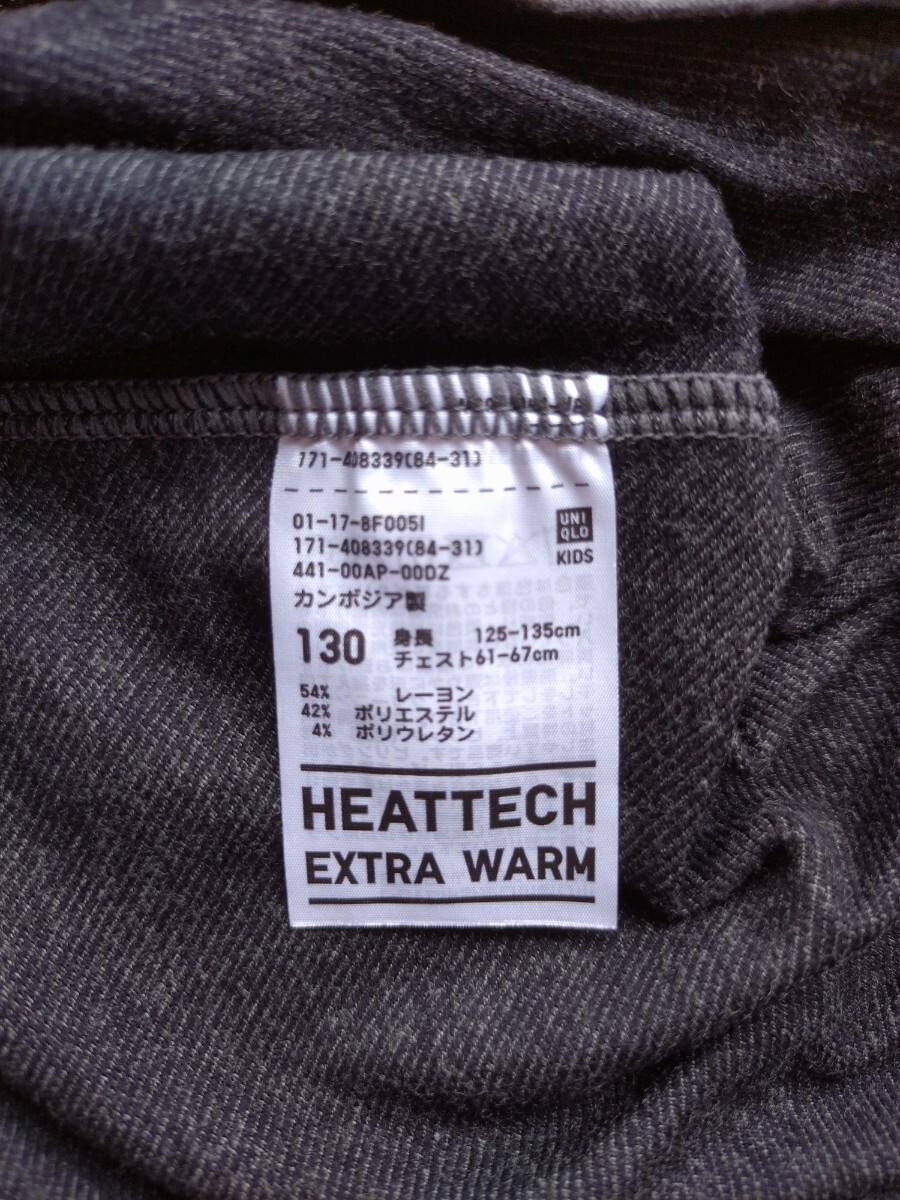 171-408339(84-31)
01-17-8F005I
171-408339(84-31)
441-00AP-00DZ
カンボジア製
UNI
QLO
KIDS
130 身長 125-135cm
チェスト61-67cm
54% レーヨン
42% ポリエステル
4% ポリウレタン
HEATTECH
EXTRA WARM